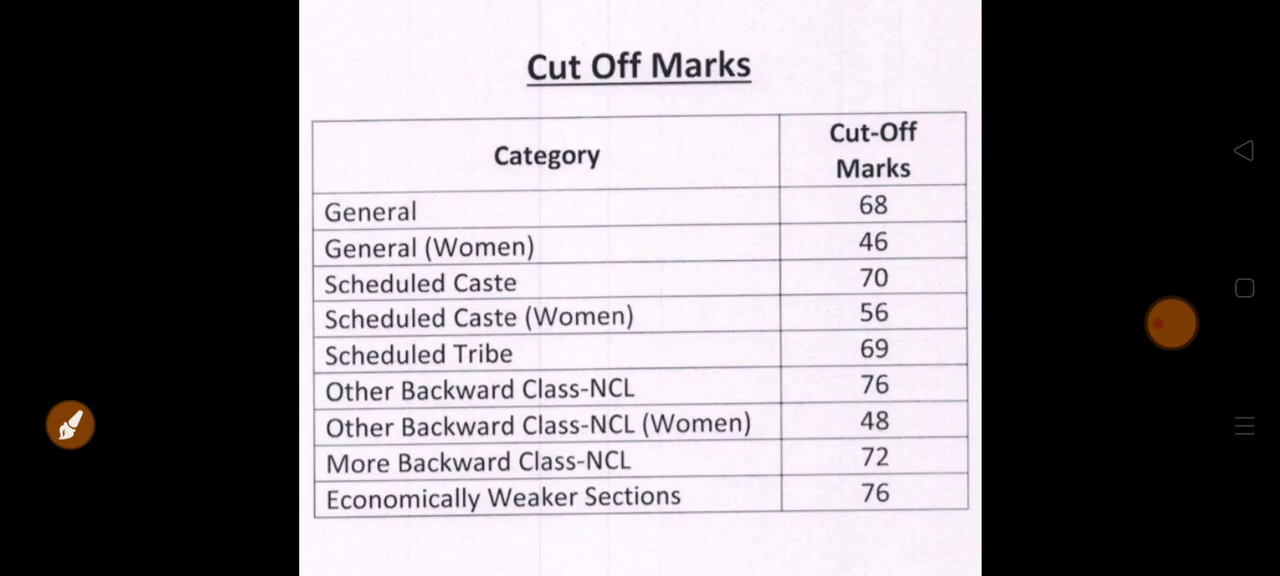 Cut Off Marks
Category
Cut-Off
Marks
General 68
General (Women) 46
Scheduled Caste 70
Scheduled Caste (Women) 56
Scheduled Tribe 69
Other Backward Class-NCL 76
Other Backward Class-NCL (Women) 48
More Backward Class-NCL 72
Economically Weaker Sections 76